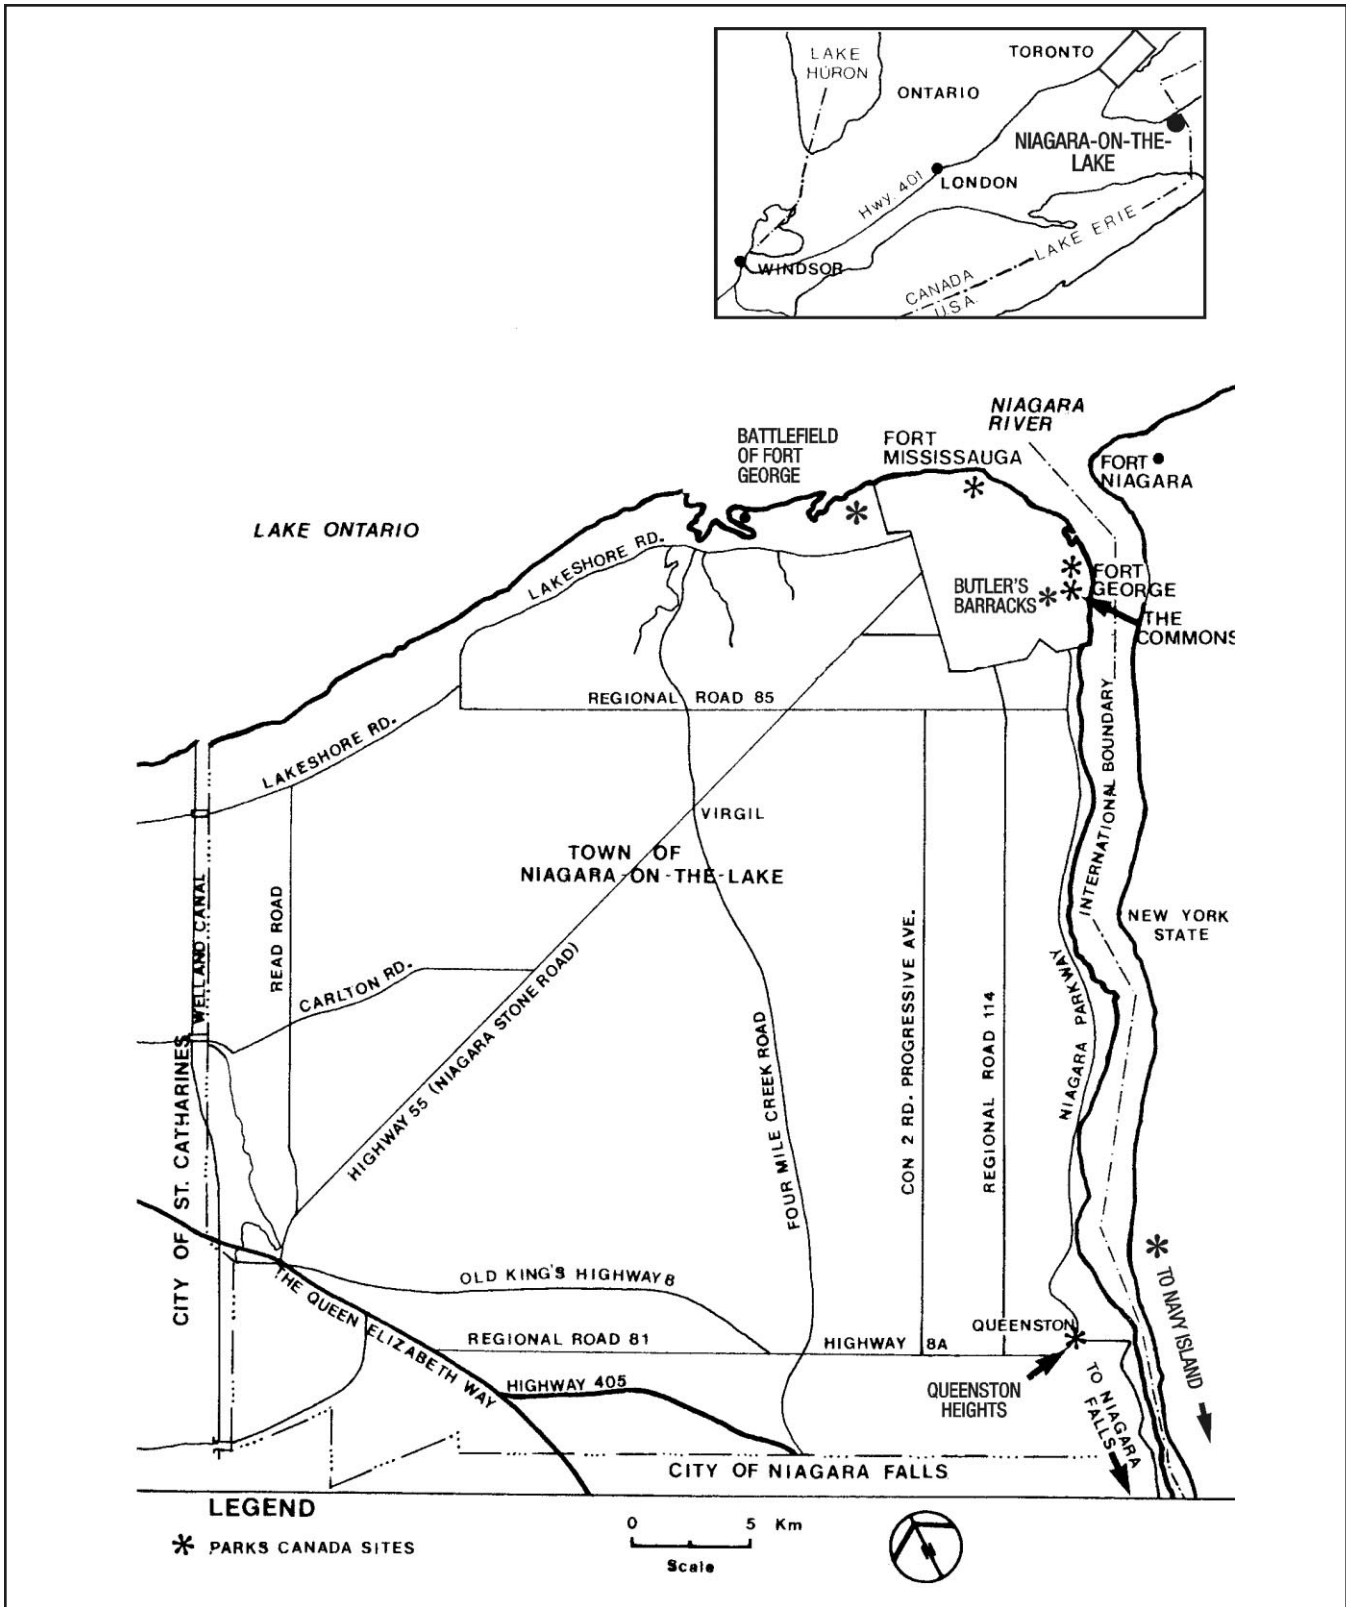 LAKE
HURON
TORONTO
ONTARIO
NIAGARA-ON-THE-
LAKE
Hwy. 401
LONDON
WINDSOR
LAKE ERIE
CANADA
U.S.A.
NIAGARA
RIVER
BATTLEFIELD
OF FORT
GEORGE
FORT
MISSISSAUGA
FORT
NIAGARA
LAKE ONTARIO
LAKESHORE RD.
BUTLER'S
BARRACKS
FORT
GEORGE
THE
COMMONS
REGIONAL ROAD 85
LAKESHORE RD.
INTERNATIONAL BOUNDARY
VIRGIL
TOWN OF
NIAGARA-ON-THE-LAKE
WELLAND CANAL
READ ROAD
CARLTON RD.
HIGHWAY 55 (NIAGARA STONE ROAD)
NEW YORK
STATE
CON 2 RD. PROGRESSIVE AVE.
REGIONAL ROAD 114
NIAGARA PARKWAY
FOUR MILE CREEK ROAD
CITY OF ST. CATHARINES
OLD KING'S HIGHWAY 8
THE QUEEN ELIZABETH WAY
REGIONAL ROAD 81
HIGHWAY 8A
QUEENSTON
TO NAVY ISLAND
HIGHWAY 405
QUEENSTON
HEIGHTS
TO NIAGARA
FALLS
CITY OF NIAGARA FALLS
LEGEND
* PARKS CANADA SITES
0 5 Km
Scale
N